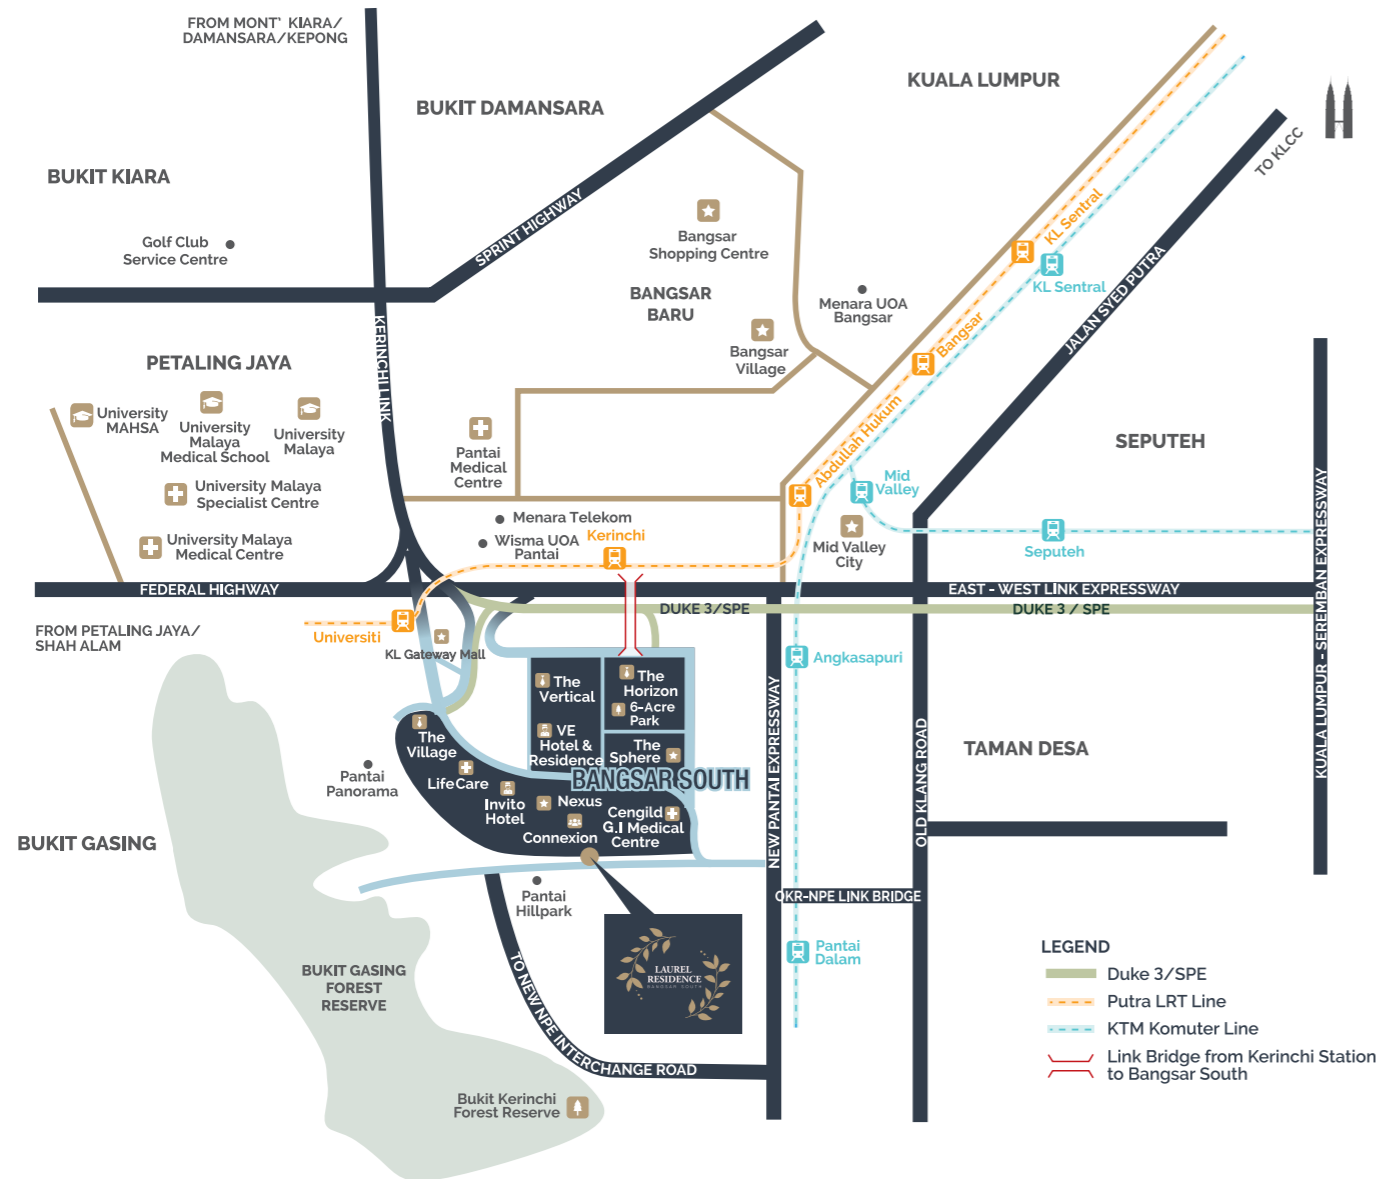 FROM MONT' KIARA/
DAMANSARA/KEPONG
BUKIT DAMANSARA
KUALA LUMPUR
TO KLCC
BUKIT KIARA
Golf Club
Service Centre
SPRINT HIGHWAY
Bangsar
Shopping Centre
BANGSAR
BARU
Menara UOA
Bangsar
Bangsar
Village
KL Sentral
KL Sentral
JALAN SYED PUTRA
Bangsar
KERINCHI LINK
PETALING JAYA
University
MAHSA
University
Malaya
Medical School
University
Malaya
Pantai
Medical
Centre
Abdullah Hukum
SEPUTEH
University Malaya
Specialist Centre
Mid
Valley
Menara Telekom
Wisma UOA
Pantai
Kerinchi
University Malaya
Medical Centre
Mid Valley
City
Seputeh
KUALA LUMPUR - SEREMBAN EXPRESSWAY
FEDERAL HIGHWAY
EAST - WEST LINK EXPRESSWAY
DUKE 3/SPE
DUKE 3 / SPE
FROM PETALING JAYA/
SHAH ALAM
Universiti
KL Gateway Mall
Angkasapuri
The
Vertical
The
Horizon
6-Acre
Park
NEW PANTAI EXPRESSWAY
OLD KLANG ROAD
The
Village
VE
Hotel &
Residence
The
Sphere
TAMAN DESA
BANGSAR SOUTH
Pantai
Panorama
LifeCare
Invito
Hotel
Nexus
Connexion
Cengild
G.I Medical
Centre
BUKIT GASING
Pantai
Hillpark
OKR-NPE LINK BRIDGE
Pantai
Dalam
LAUREL
RESIDENCE
BANGSAR SOUTH
BUKIT GASING
FOREST
RESERVE
TO NEW NPE INTERCHANGE ROAD
Bukit Kerinchi
Forest Reserve
LEGEND
Duke 3/SPE
Putra LRT Line
KTM Komuter Line
Link Bridge from Kerinchi Station
to Bangsar South